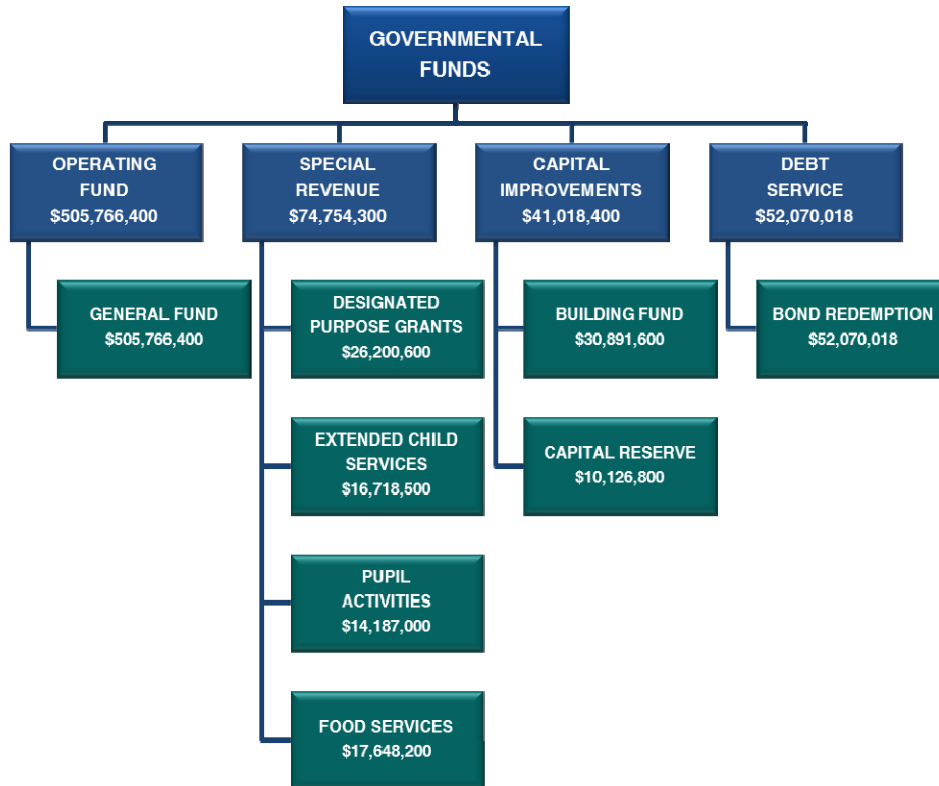 GOVERNMENTAL
FUNDS
OPERATING
FUND
$505,766,400
SPECIAL
REVENUE
$74,754,300
CAPITAL
IMPROVEMENTS
$41,018,400
DEBT
SERVICE
$52,070,018
GENERAL FUND
$505,766,400
DESIGNATED
PURPOSE GRANTS
$26,200,600
BUILDING FUND
$30,891,600
BOND REDEMPTION
$52,070,018
EXTENDED CHILD
SERVICES
$16,718,500
CAPITAL RESERVE
$10,126,800
PUPIL
ACTIVITIES
$14,187,000
FOOD SERVICES
$17,648,200